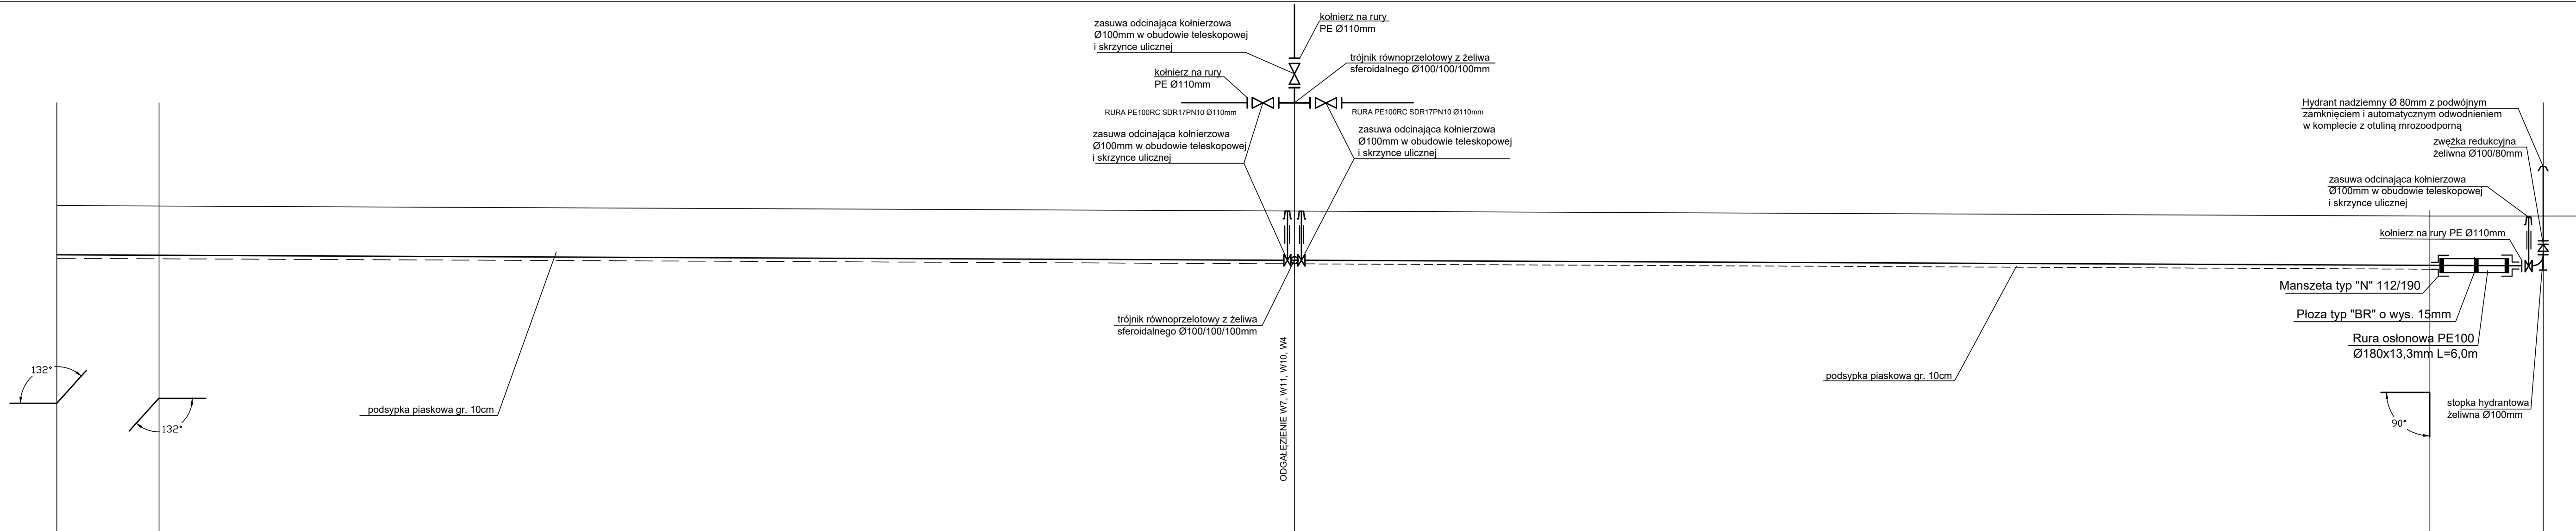 zasuwa odcinająca kołnierzowa
Ø100mm w obudowie teleskopowej
i skrzynce ulicznej
kołnierz na rury
PE Ø110mm
kołnierz na rury
PE Ø110mm
trójnik równoprzelotowy z żeliwa
sferoidalnego Ø100/100/100mm
RURA PE100RC SDR17PN10 Ø110mm
RURA PE100RC SDR17PN10 Ø110mm
zasuwa odcinająca kołnierzowa
Ø100mm w obudowie teleskopowej
i skrzynce ulicznej
zasuwa odcinająca kołnierzowa
Ø100mm w obudowie teleskopowej
i skrzynce ulicznej
Hydrant nadziemny Ø 80mm z podwójnym
zamknięciem i automatycznym odwodnieniem
w komplecie z otuliną mrozoodporną
zwężka redukcyjna
żeliwna Ø100/80mm
zasuwa odcinająca kołnierzowa
Ø100mm w obudowie teleskopowej
i skrzynce ulicznej
kołnierz na rury PE Ø110mm
Manszeta typ "N" 112/190
Płoza typ "BR" o wys. 15mm
Rura osłonowa PE100
Ø180x13,3mm L=6,0m
trójnik równoprzelotowy z żeliwa
sferoidalnego Ø100/100/100mm
ODGAŁĘZIENIE W7, W11, W10, W4
132°
132°
podsypka piaskowa gr. 10cm
podsypka piaskowa gr. 10cm
90°
stopka hydrantowa
żeliwna Ø100mm